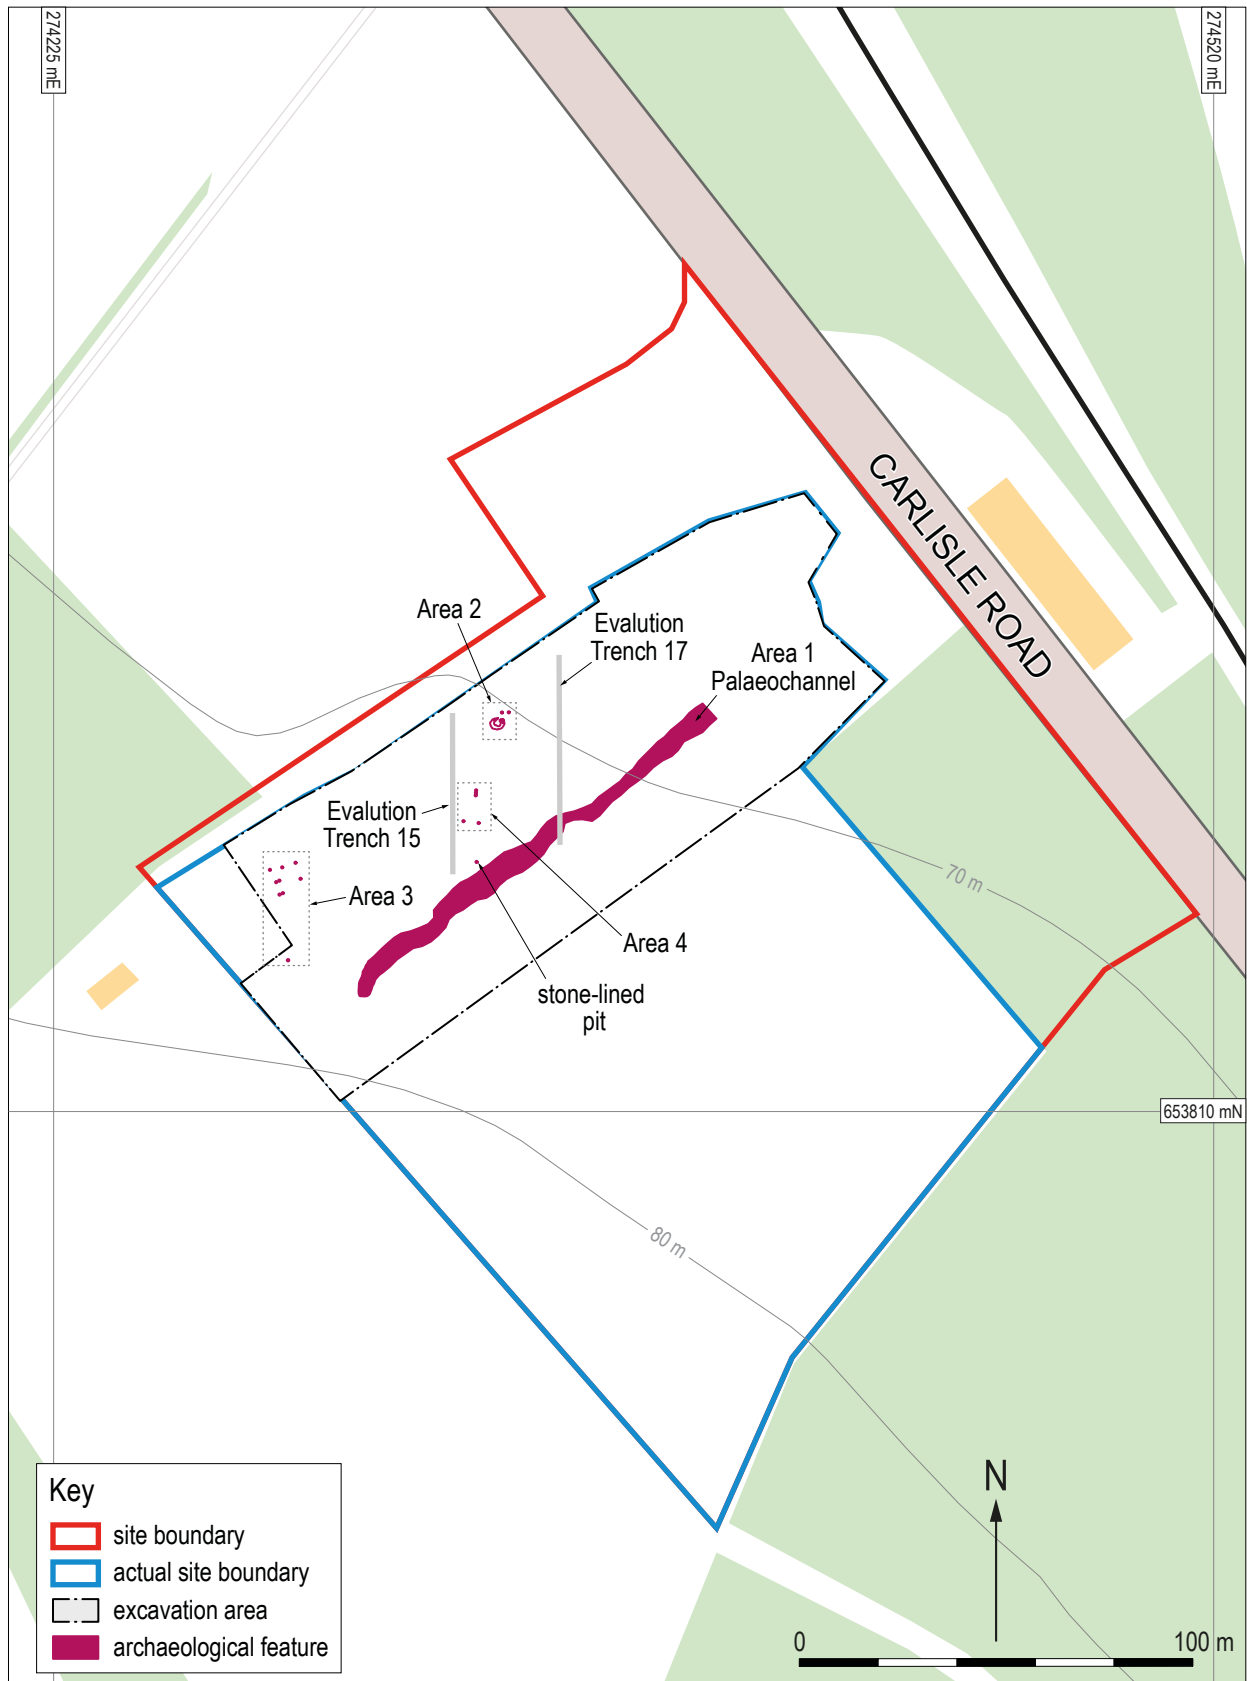 274225 mE
274520 mE
CARLISLE ROAD
Area 2
Evalution
Trench 17
Area 1
Palaeochannel
Evalution
Trench 15
Area 3
70 m
Area 4
stone-lined
pit
653810 mN
80 m
Key
site boundary
actual site boundary
excavation area
archaeological feature
N
0
100 m